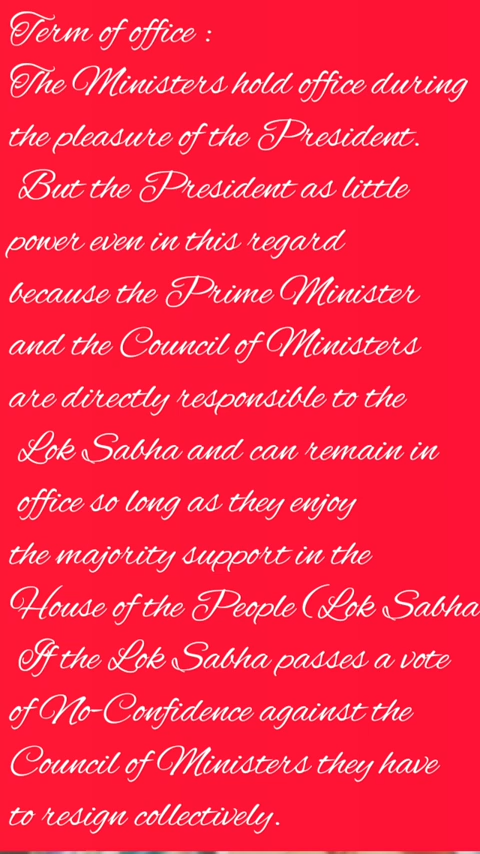 Term of office :
The Ministers hold office during
the pleasure of the President.
But the President as little
power even in this regard
because the Prime Minister
and the Council of Ministers
are directly responsible to the
Lok Sabha and can remain in
office so long as they enjoy
the majority support in the
House of the People (Lok Sabha
If the Lok Sabha passes a vote
of No-Confidence against the
Council of Ministers they have
to resign collectively.